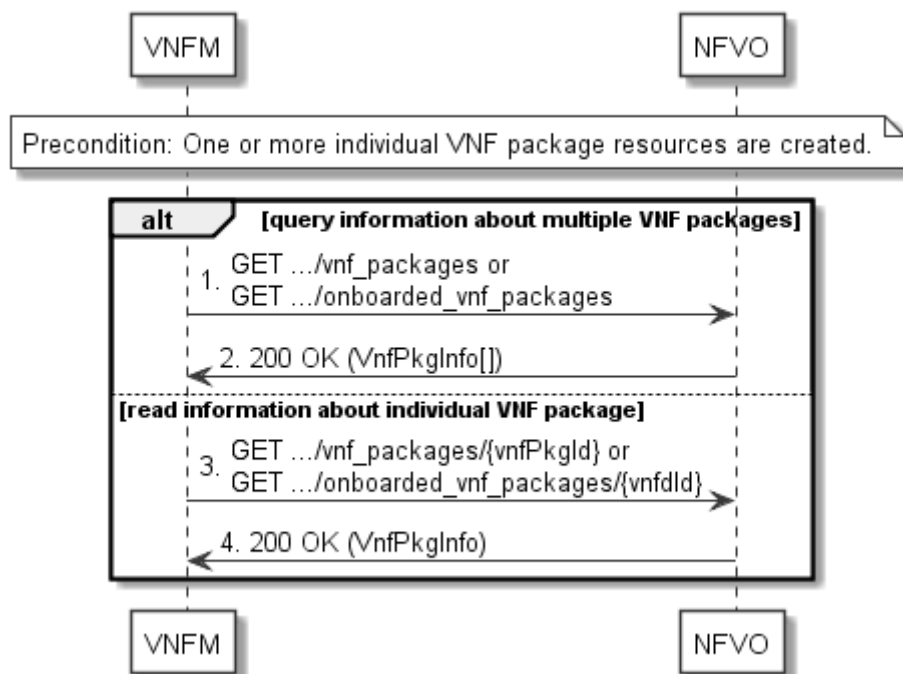 VNFM
NFVO
Precondition: One or more individual VNF package resources are created.
alt
[query information about multiple VNF packages]
1. GET .../vnf_packages or
GET .../onboarded_vnf_packages
2. 200 OK (VnfPkgInfo[])
[read information about individual VNF package]
3. GET .../vnf_packages/{vnfPkgId} or
GET .../onboarded_vnf_packages/{vnfdId}
4. 200 OK (VnfPkgInfo)
VNFM
NFVO